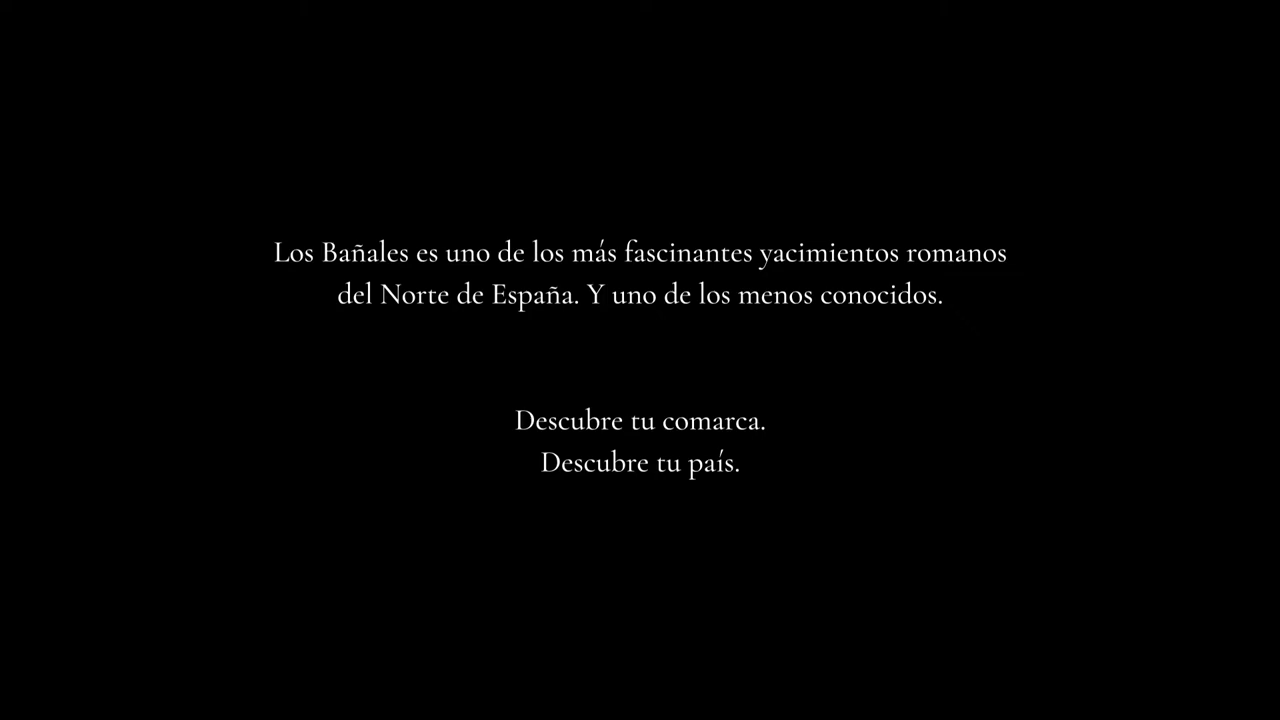 Los Bañales es uno de los más fascinantes yacimientos romanos
del Norte de España. Y uno de los menos conocidos.
Descubre tu comarca.
Descubre tu país.